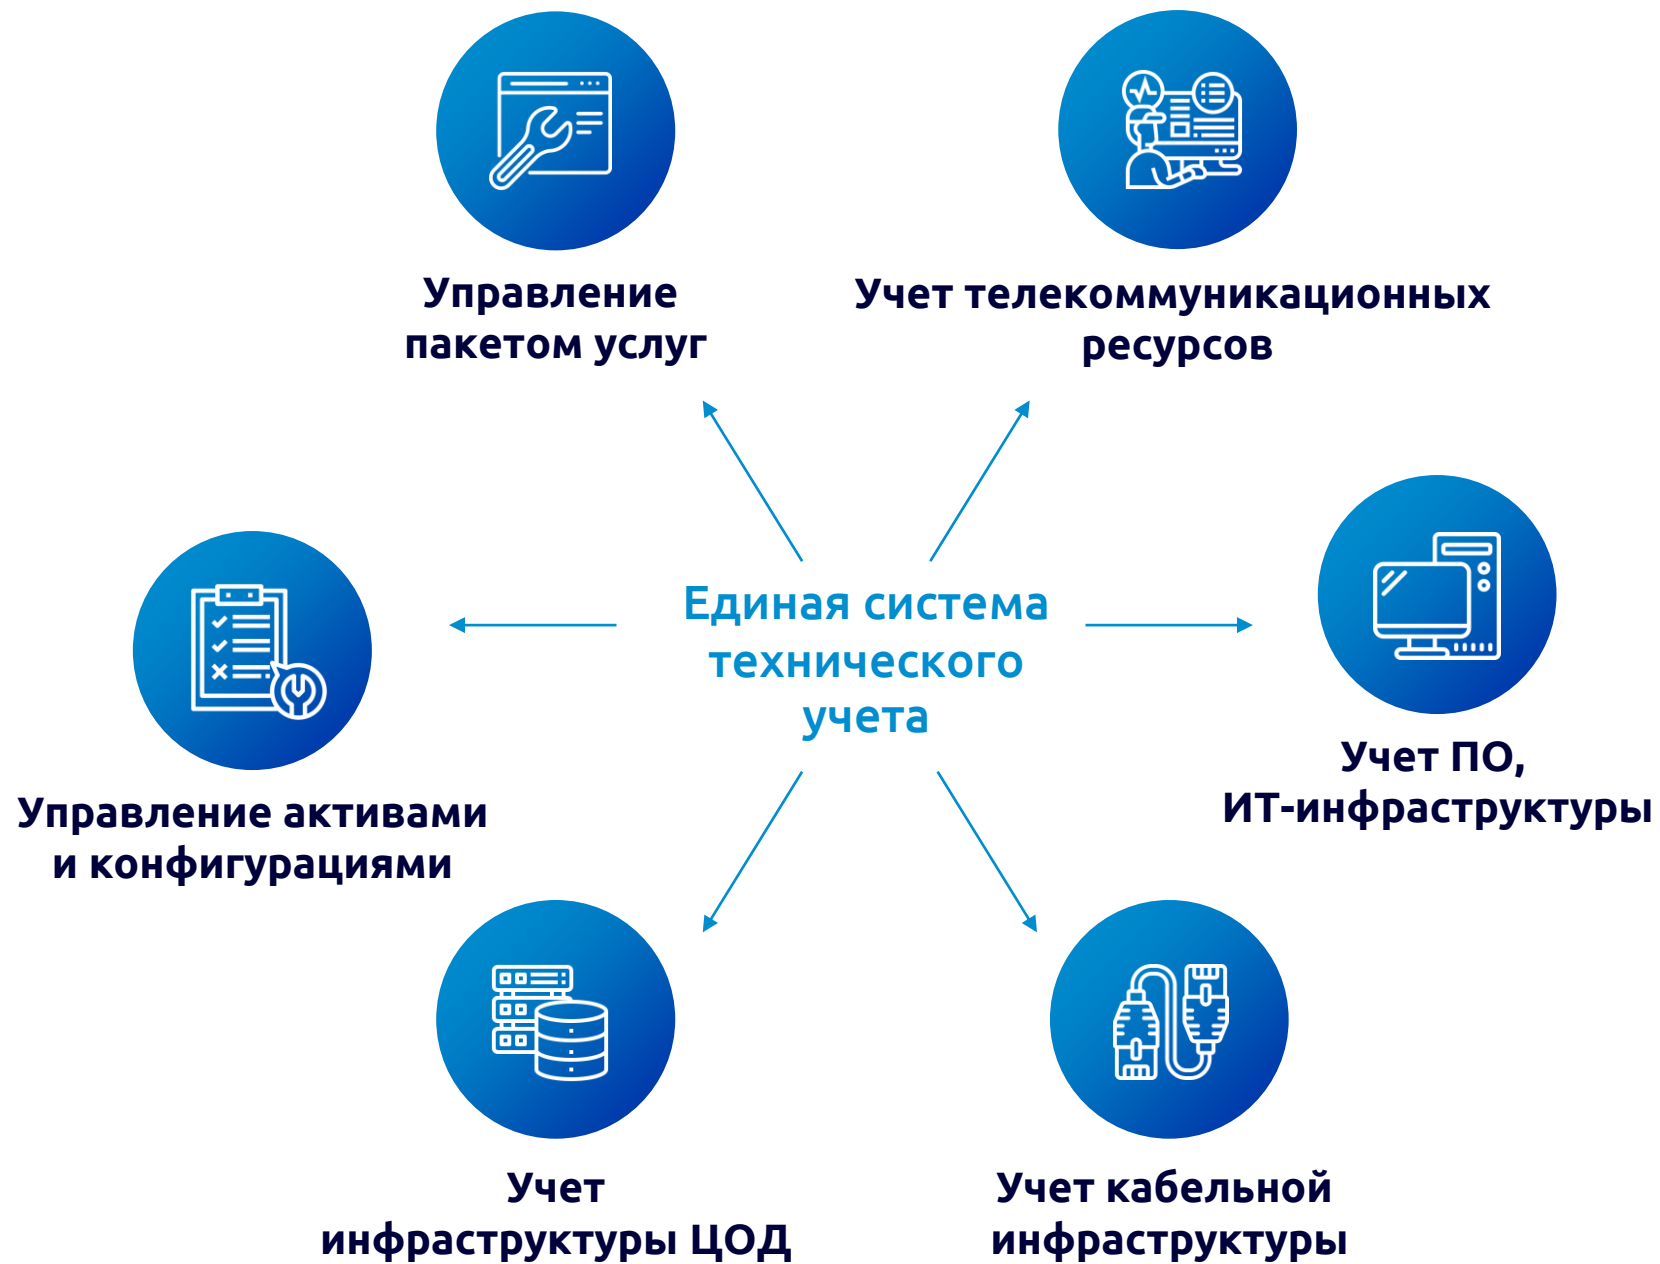 Управление
пакетом услуг
Учет телекоммуникационных
ресурсов
Единая система
технического
учета
Учет ПО,
ИТ-инфраструктуры
Управление активами
и конфигурациями
Учет
инфраструктуры ЦОД
Учет кабельной
инфраструктуры